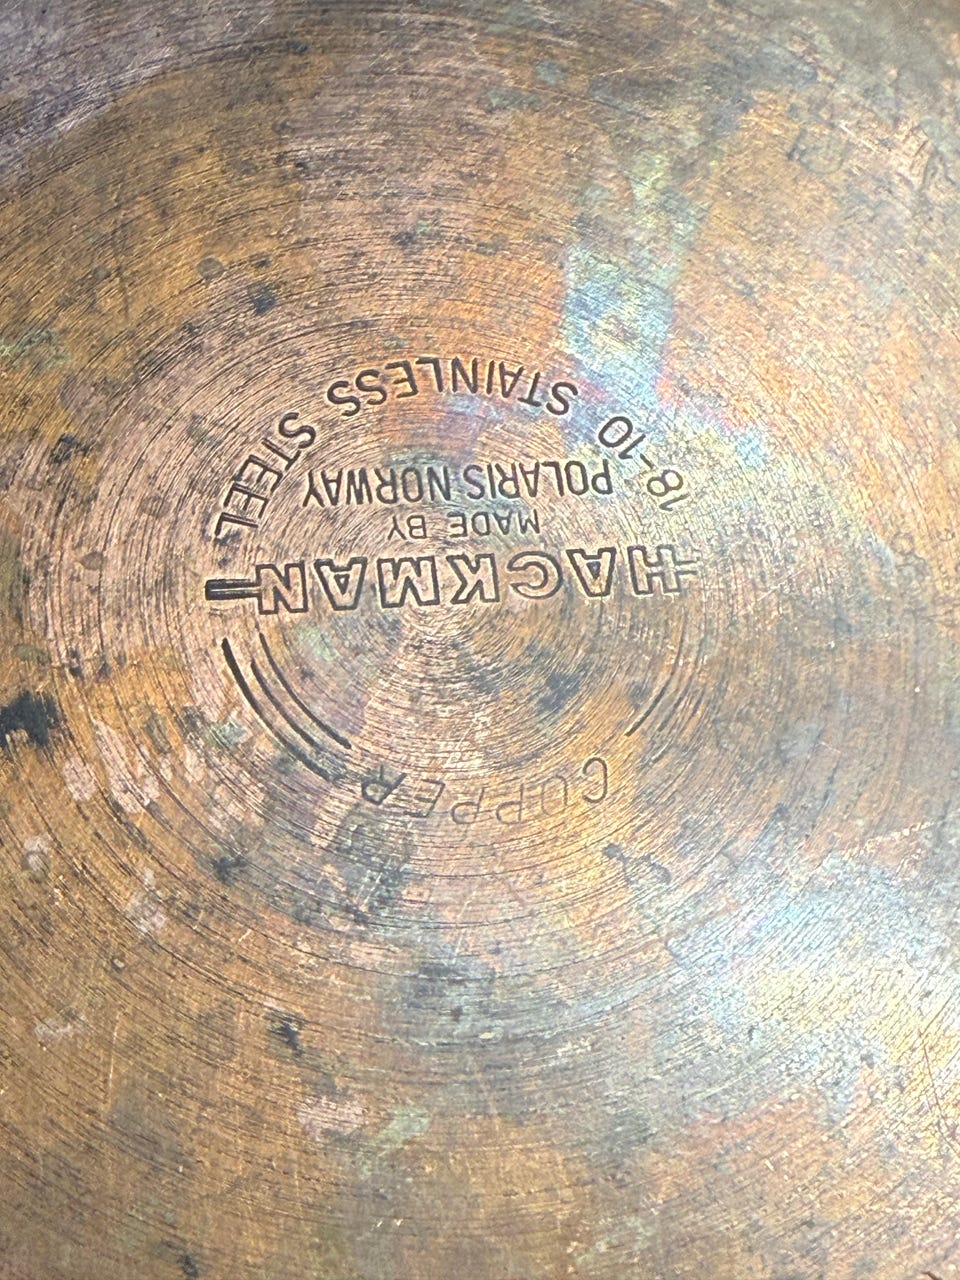 COPPER
HACKMAN
MADE BY
POLARIS NORWAY
18-10 STAINLESS STEEL